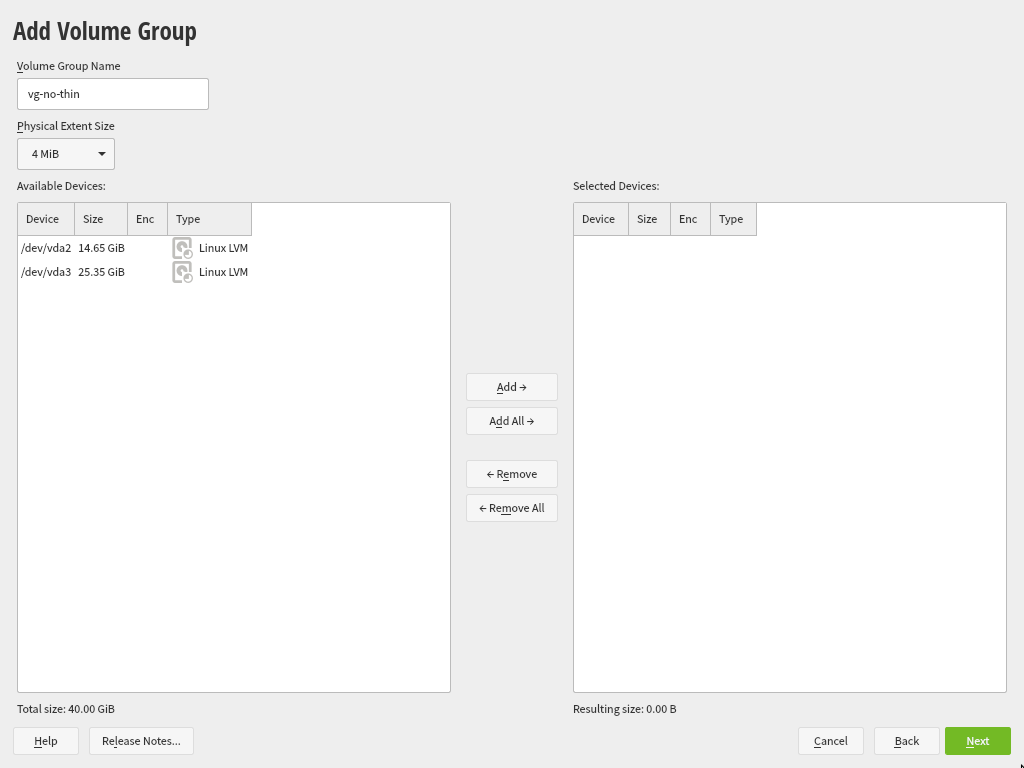 Add Volume Group
Volume Group Name
vg-no-thin
Physical Extent Size
4 MiB
Available Devices:
Device Size Enc Type
/dev/vda2 14.65 GiB Linux LVM
/dev/vda3 25.35 GiB Linux LVM
Total size: 40.00 GiB
Add →
Add All →
← Remove
← Remove All
Selected Devices:
Device Size Enc Type
Resulting size: 0.00 B
Help Release Notes... Cancel Back Next